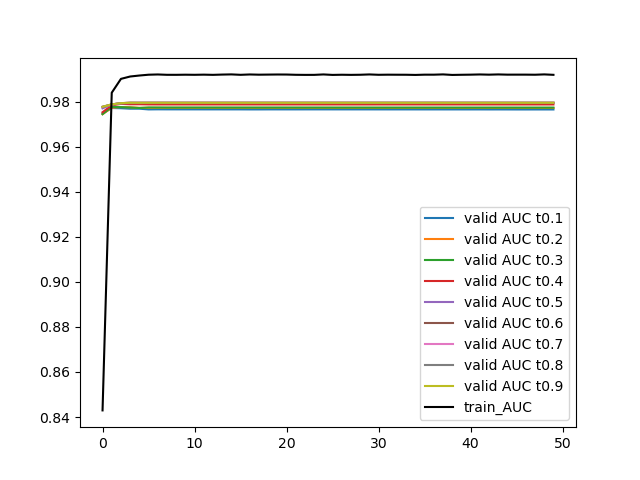 0.98
0.96
0.94
0.92
0.90
0.88
0.86
0.84
0
10
20
30
40
50
valid AUC t0.1
valid AUC t0.2
valid AUC t0.3
valid AUC t0.4
valid AUC t0.5
valid AUC t0.6
valid AUC t0.7
valid AUC t0.8
valid AUC t0.9
train_AUC